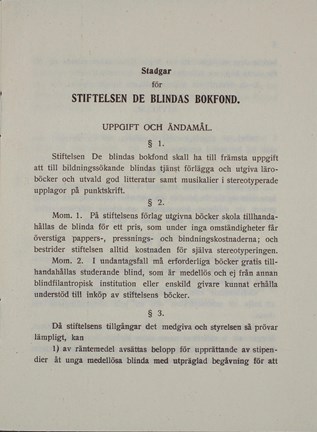 Stadgar
för
STIFTELSEN DE BLINDAS BOKFOND.
UPPGIFT OCH ÄNDAMÅL.
§ 1.
Stiftelsen De blindas bokfond skall ha till främsta uppgift
att till bildningssökande blindas tjänst förlägga och utgiva läro-
böcker och utvald god litteratur samt musikalier i stereotyperade
upplagor på punktskrift.
§ 2.
Mom. 1. På stiftelsens förlag utgivna böcker skola tillhanda-
hållas de blinda för ett pris, som under inga omständigheter får
överstiga pappers-, pressnings- och bindningskostnaderna; och
bestrider stiftelsen alltid kostnaden för själva stereotyperingen.
Mom. 2. I undantagsfall må erforderliga böcker gratis till-
handahållas studerande blind, som är medellös och ej från annan
blindfilantropisk institution eller enskild givare kunnat erhålla
understöd till inköp av stiftelsens böcker.
§ 3.
Då stiftelsens tillgångar det medgiva och styrelsen så prövar
lämpligt, kan
1) av räntemedel avsättas belopp för upprättande av stipen-
dier åt unga medellösa blinda med utpräglad begåvning för att